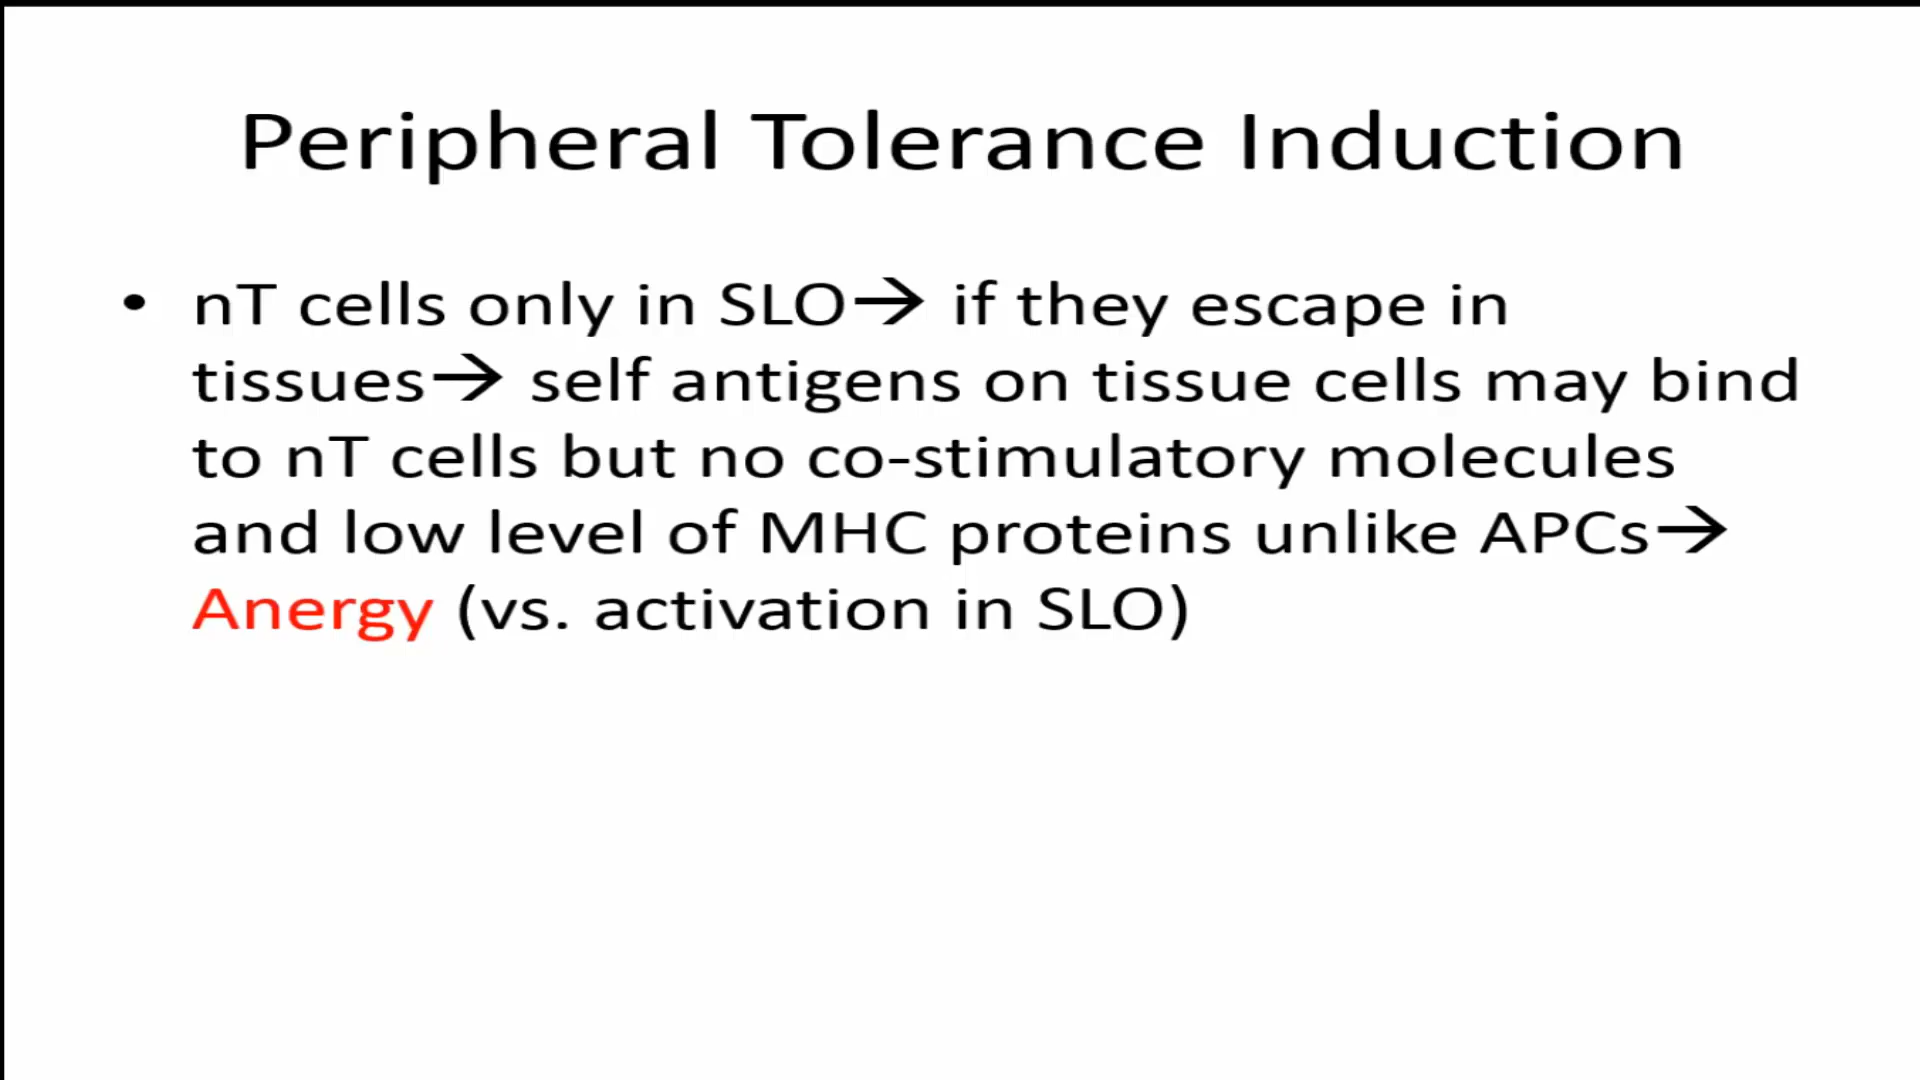 Peripheral Tolerance Induction
• nT cells only in SLO→ if they escape in
tissues→ self antigens on tissue cells may bind
to nT cells but no co-stimulatory molecules
and low level of MHC proteins unlike APCs→
Anergy (vs. activation in SLO)